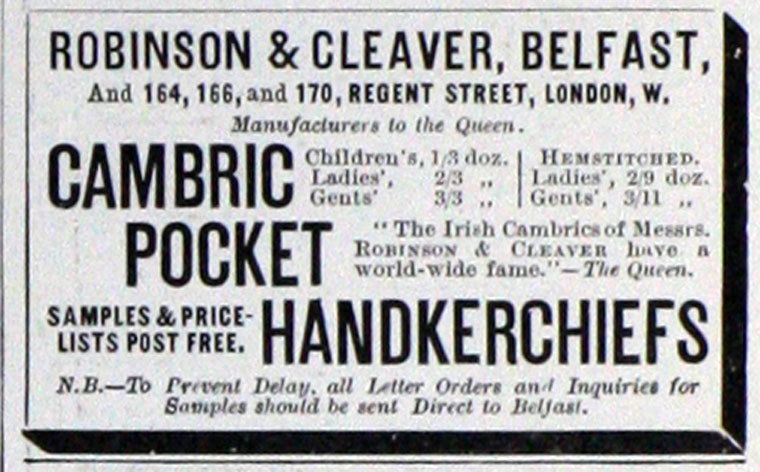 ROBINSON & CLEAVER, BELFAST,
And 164, 166, and 170, REGENT STREET, LONDON, W.
Manufacturers to the Queen.
CAMBRIC
Children's, 1/3 doz.
Ladies', 2/3 „
Gents' 3/3 „
HEMSTITCHED.
Ladies', 2/9 doz.
Gents', 3/11 „
POCKET
"The Irish Cambrics of Messrs.
ROBINSON & CLEAVER have a
world-wide fame."—The Queen.
SAMPLES & PRICE-
LISTS POST FREE.
HANDKERCHIEFS
N.B.—To Prevent Delay, all Letter Orders and Inquiries for
Samples should be sent Direct to Belfast.